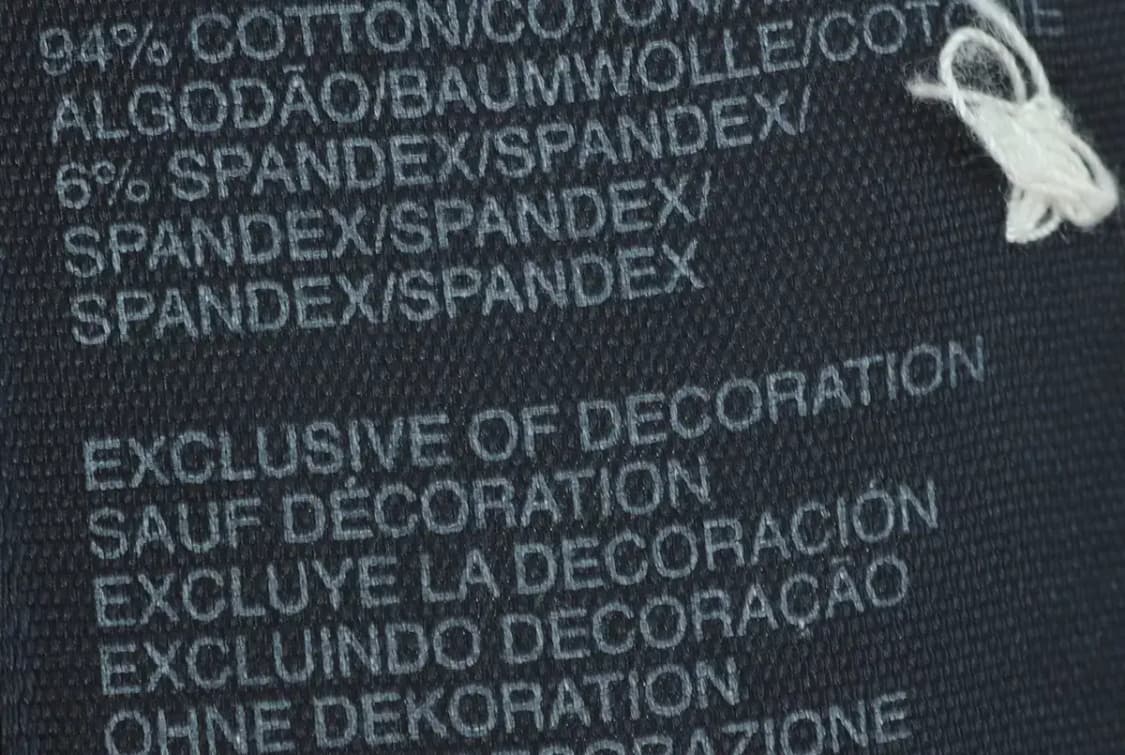 94% COTTON/COTON/
ALGODÃO/BAUMWOLLE/COTONE
6% SPANDEX/SPANDEX/
SPANDEX/SPANDEX/
SPANDEX/SPANDEX
EXCLUSIVE OF DECORATION
SAUF DÉCORATION
EXCLUYE LA DECORACIÓN
EXCLUINDO DECORAÇÃO
OHNE DEKORATION